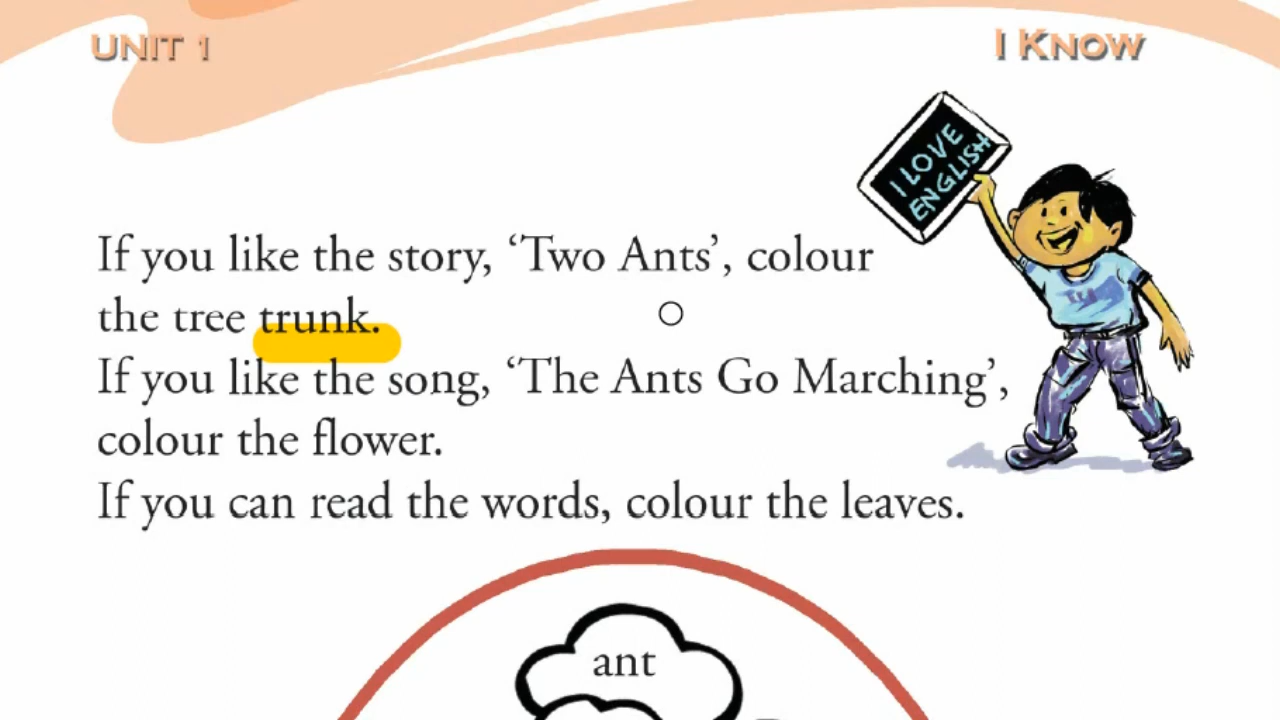 UNIT 1
I KNOW
I LOVE
ENGLISH
If you like the story, ‘Two Ants’, colour
the tree trunk.
If you like the song, ‘The Ants Go Marching’,
colour the flower.
If you can read the words, colour the leaves.
ant